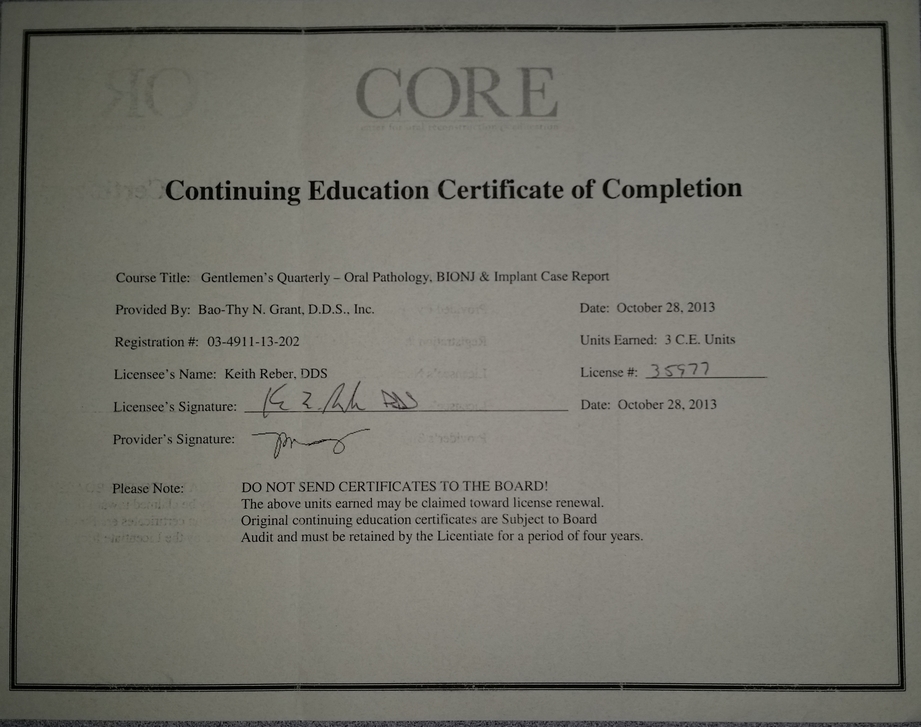 CORE
Continuing Education Certificate of Completion
Course Title: Gentlemen's Quarterly – Oral Pathology, BIONJ & Implant Case Report
Provided By: Bao-Thy N. Grant, D.D.S., Inc. Date: October 28, 2013
Registration #: 03-4911-13-202 Units Earned: 3 C.E. Units
Licensee's Name: Keith Reber, DDS License #: 35977
Licensee's Signature: DDS Date: October 28, 2013
Provider's Signature:
Please Note: DO NOT SEND CERTIFICATES TO THE BOARD!
The above units earned may be claimed toward license renewal.
Original continuing education certificates are Subject to Board
Audit and must be retained by the Licentiate for a period of four years.